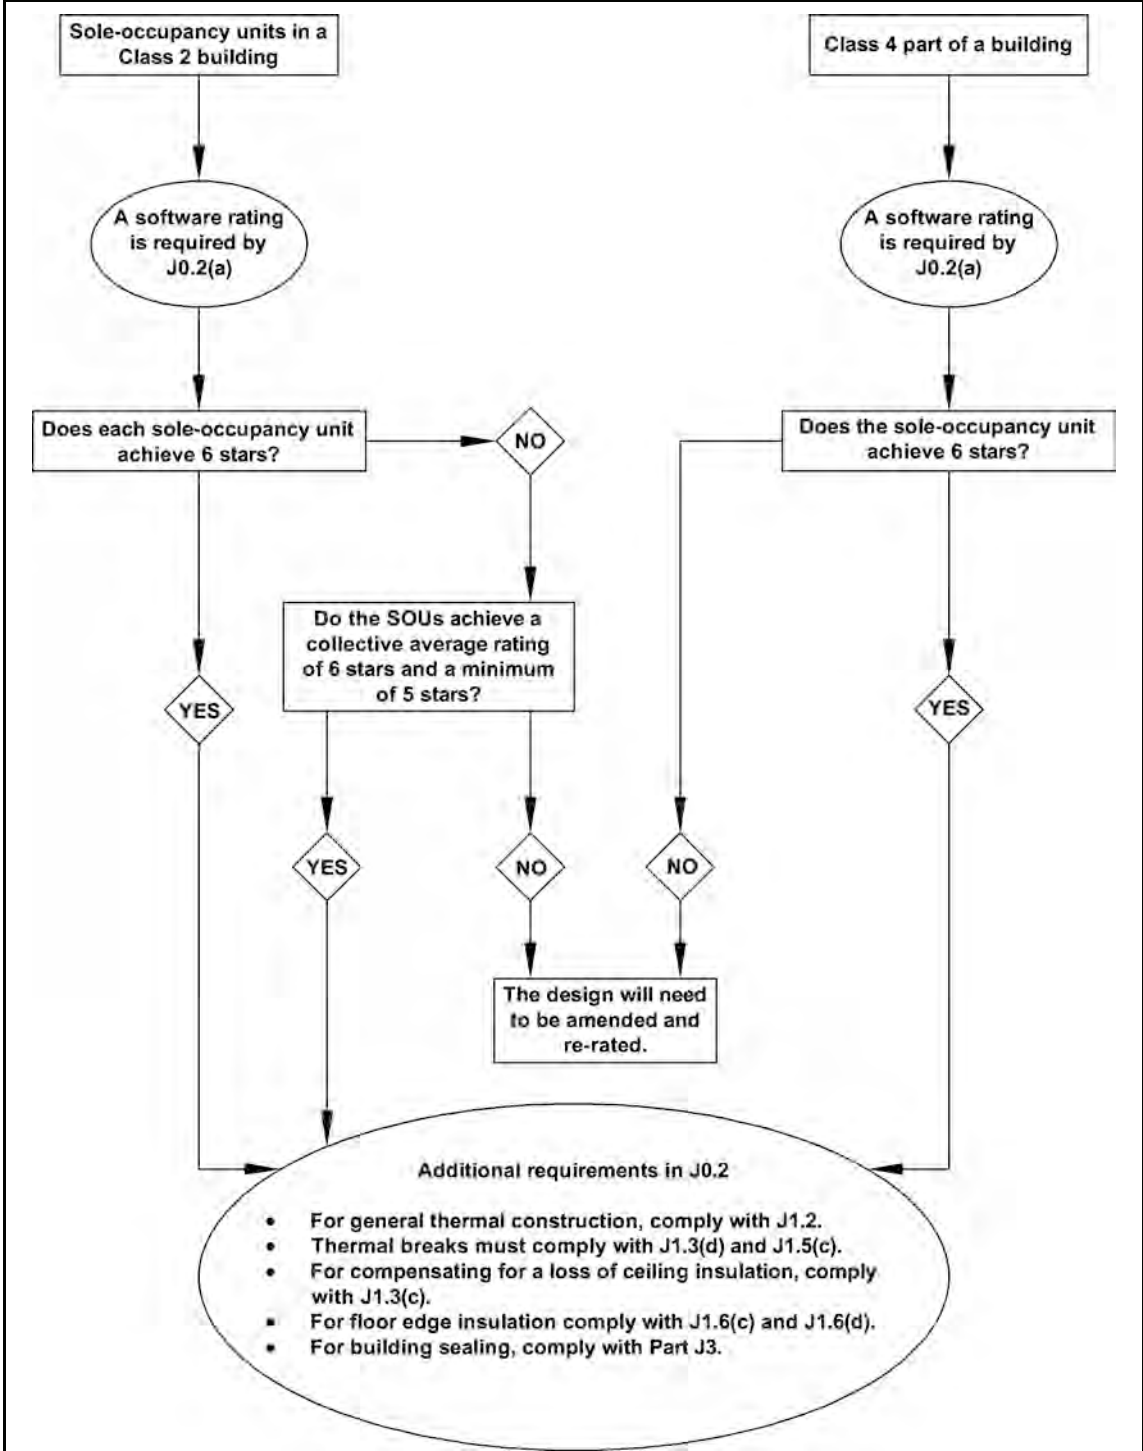 Sole-occupancy units in a
Class 2 building
Class 4 part of a building
A software rating
is required by
J0.2(a)
A software rating
is required by
J0.2(a)
Does each sole-occupancy unit
achieve 6 stars?
NO
Does the sole-occupancy unit
achieve 6 stars?
Do the SOUs achieve a
collective average rating
of 6 stars and a minimum
of 5 stars?
YES
YES
YES
NO
NO
The design will need
to be amended and
re-rated.
Additional requirements in J0.2
• For general thermal construction, comply with J1.2.
• Thermal breaks must comply with J1.3(d) and J1.5(c).
• For compensating for a loss of ceiling insulation, comply
with J1.3(c).
• For floor edge insulation comply with J1.6(c) and J1.6(d).
• For building sealing, comply with Part J3.